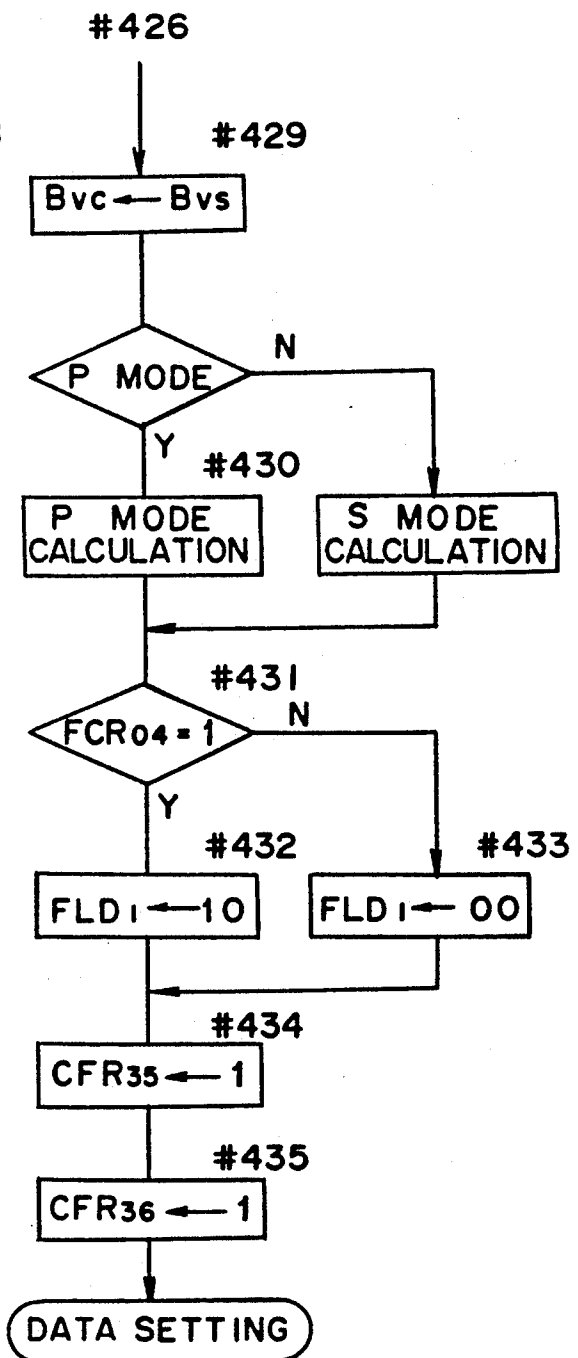 #426
#429
Bvc ← Bvs
P MODE
N
Y
#430
P MODE
CALCULATION
S MODE
CALCULATION
#431
FCR04 = 1
N
Y
#432
#433
FLD1 ← 10
FLD1 ← 00
#434
CFR35 ← 1
#435
CFR36 ← 1
DATA SETTING